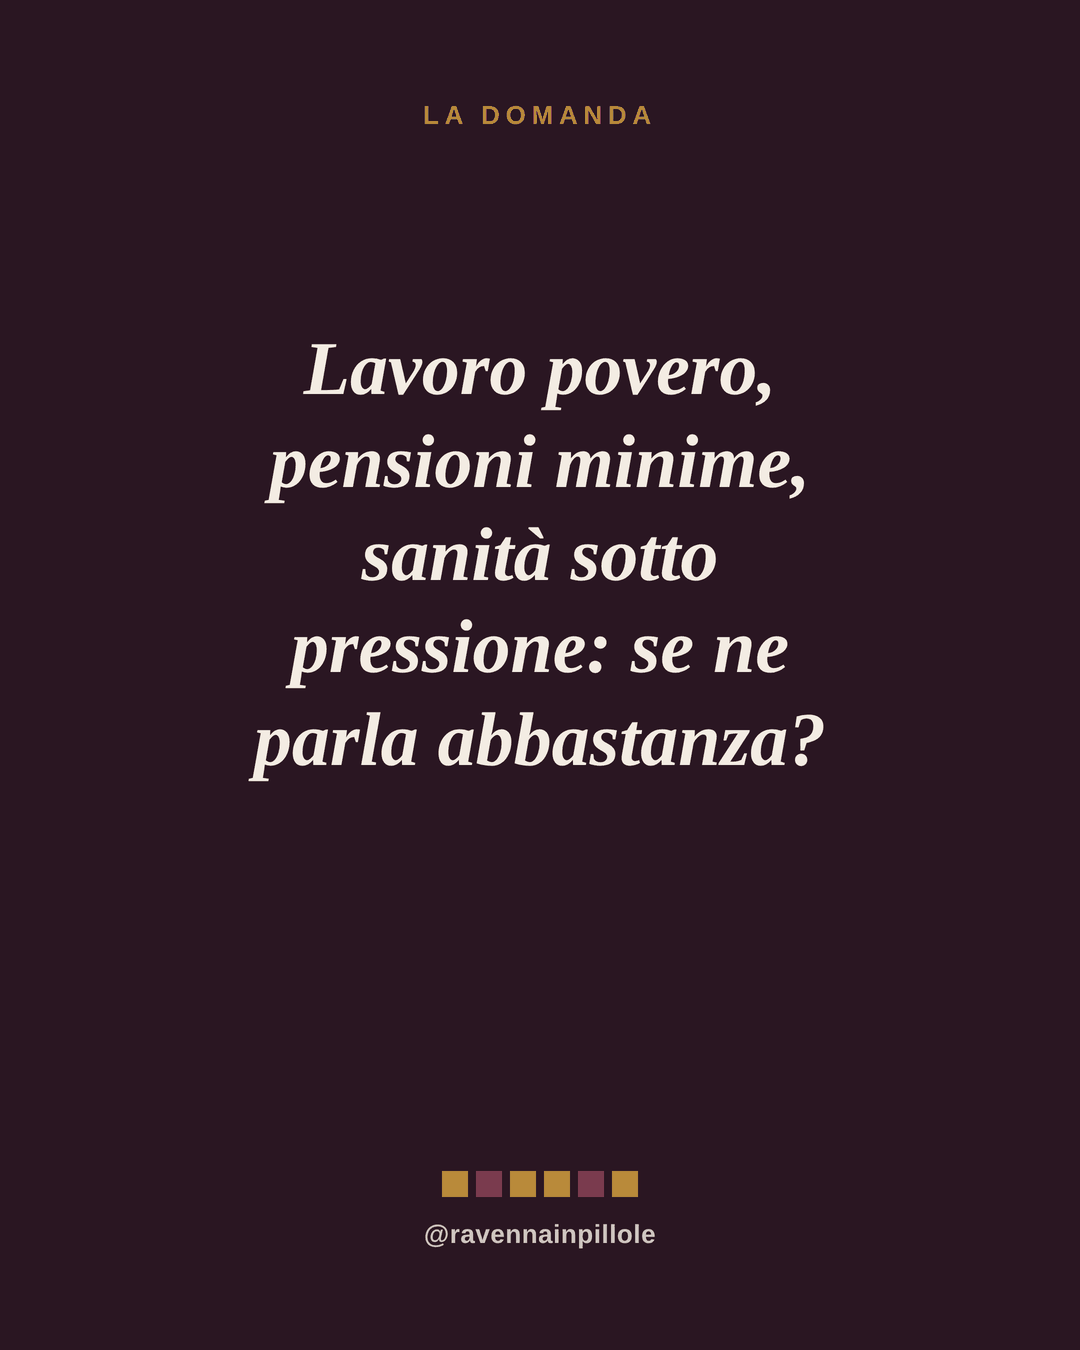 LA DOMANDA
Lavoro povero,
pensioni minime,
sanità sotto
pressione: se ne
parla abbastanza?
@ravennainpillole